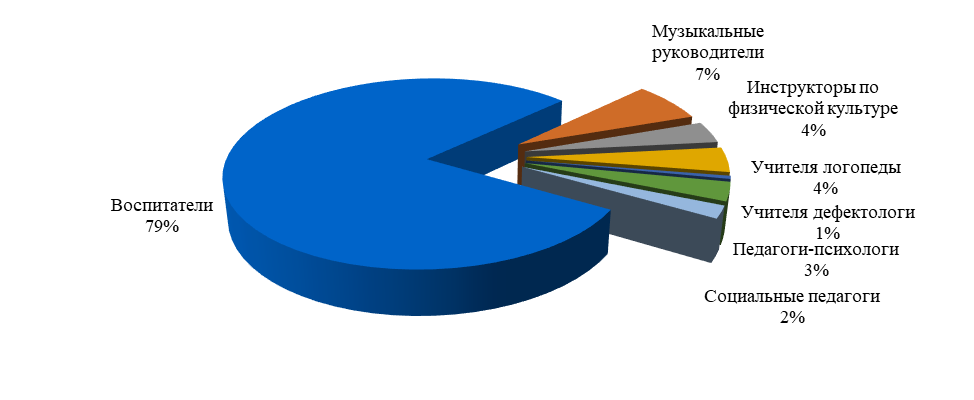 Музыкальные
руководители
7%
Инструкторы по
физической культуре
4%
Учителя логопеды
4%
Учителя дефектологи
1%
Педагоги-психологи
3%
Социальные педагоги
2%
Воспитатели
79%